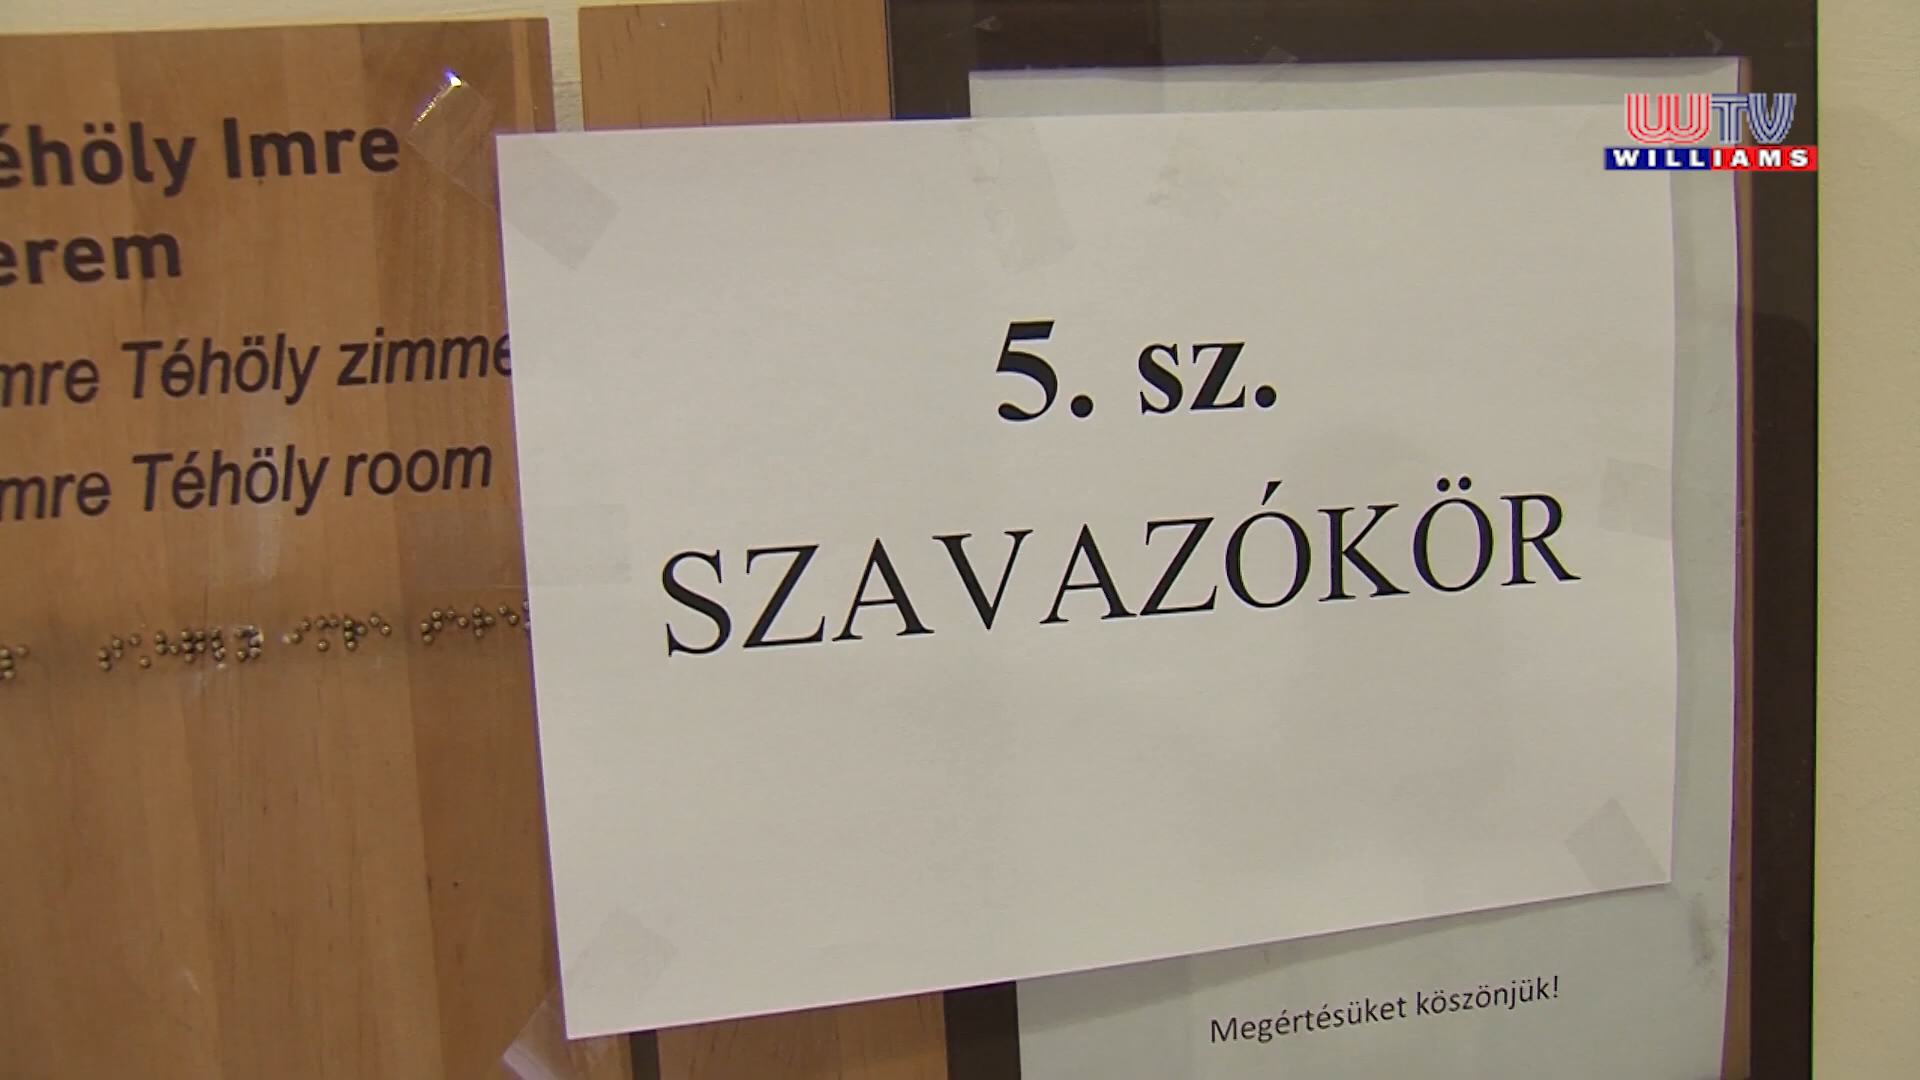 éhöly Imre
erem
mre Téhöly zimme
mre Téhöly room
5. sz.
SZAVAZÓKÖR
Megértésüket köszönjük!
WTV
WILLIAMS